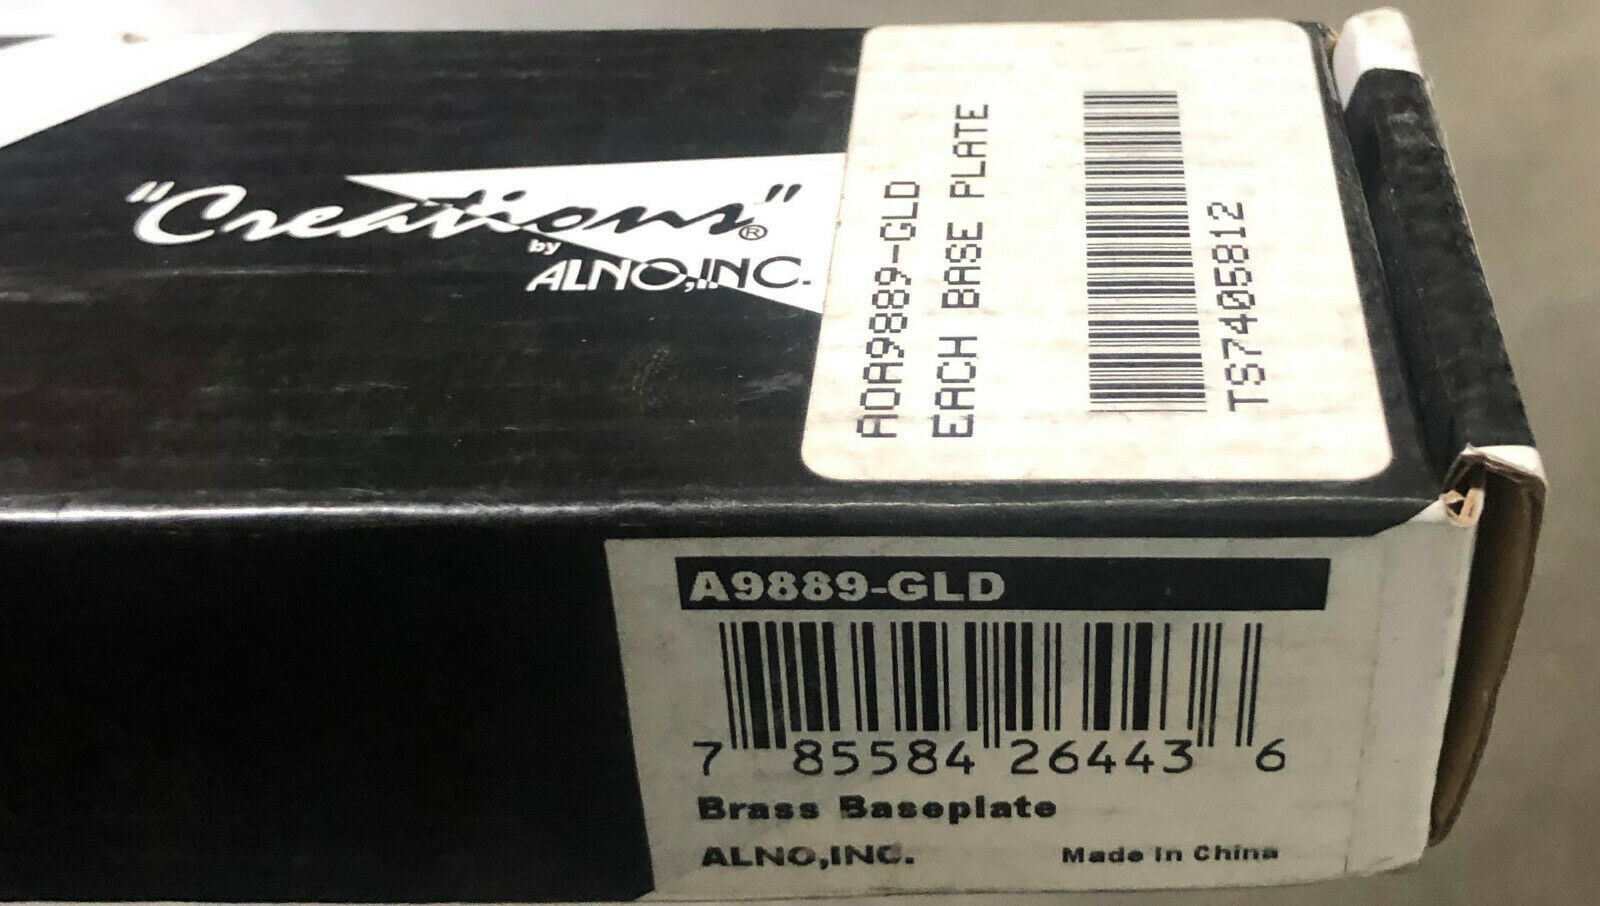 "Creations"®
by
ALNO,INC.
AOA9889-GLD
EACH BASE PLATE
TS7405812
A9889-GLD
7 85584 26443 6
Brass Baseplate
ALNO,INC.
Made In China